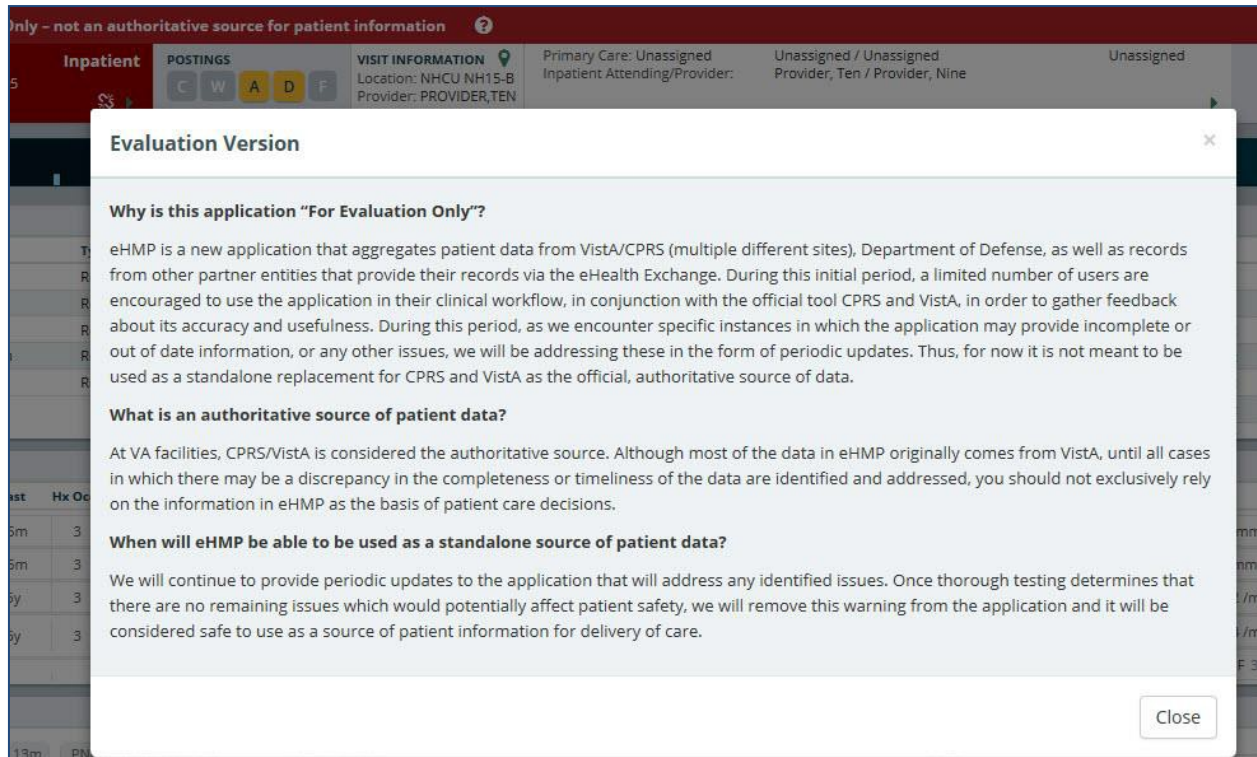 Only – not an authoritative source for patient information ?
Inpatient
5
POSTINGS
C W A D F
VISIT INFORMATION
Location: NHCU NH15-B
Provider: PROVIDER,TEN
Primary Care: Unassigned
Inpatient Attending/Provider:
Unassigned / Unassigned
Provider, Ten / Provider, Nine
Unassigned
Evaluation Version ×
Why is this application “For Evaluation Only”?
eHMP is a new application that aggregates patient data from VistA/CPRS (multiple different sites), Department of Defense, as well as records
from other partner entities that provide their records via the eHealth Exchange. During this initial period, a limited number of users are
encouraged to use the application in their clinical workflow, in conjunction with the official tool CPRS and VistA, in order to gather feedback
about its accuracy and usefulness. During this period, as we encounter specific instances in which the application may provide incomplete or
out of date information, or any other issues, we will be addressing these in the form of periodic updates. Thus, for now it is not meant to be
used as a standalone replacement for CPRS and VistA as the official, authoritative source of data.
What is an authoritative source of patient data?
At VA facilities, CPRS/VistA is considered the authoritative source. Although most of the data in eHMP originally comes from VistA, until all cases
in which there may be a discrepancy in the completeness or timeliness of the data are identified and addressed, you should not exclusively rely
on the information in eHMP as the basis of patient care decisions.
When will eHMP be able to be used as a standalone source of patient data?
We will continue to provide periodic updates to the application that will address any identified issues. Once thorough testing determines that
there are no remaining issues which would potentially affect patient safety, we will remove this warning from the application and it will be
considered safe to use as a source of patient information for delivery of care.
Close
Hx Oc
3
3
3
3
13m PN